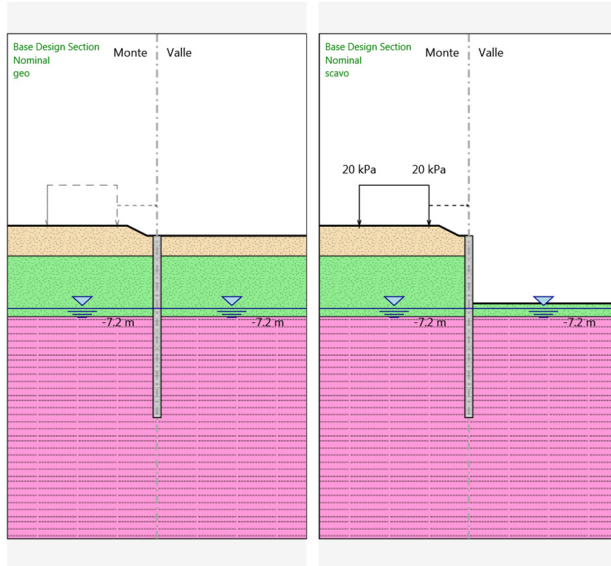 Base Design Section
Nominal
geo
Monte
Valle
-7.2 m
-7.2 m
Base Design Section
Nominal
scavo
Monte
Valle
20 kPa
20 kPa
-7.2 m
-7.2 m